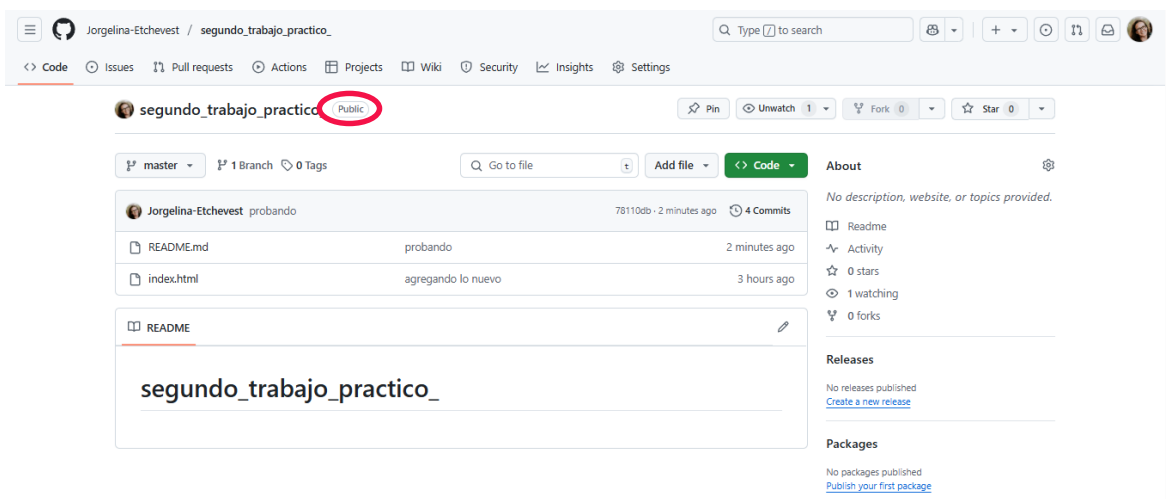 Jorgelina-Etchevest / segundo_trabajo_practico_
Type / to search
Code Issues Pull requests Actions Projects Wiki Security Insights Settings
segundo_trabajo_practico Public
Pin Unwatch 1 Fork 0 Star 0
master 1 Branch 0 Tags
Go to file t Add file Code
Jorgelina-Etchevest probando 78110db · 2 minutes ago 4 Commits
README.md probando 2 minutes ago
index.html agregando lo nuevo 3 hours ago
README
segundo_trabajo_practico_
About
No description, website, or topics provided.
Readme
Activity
0 stars
1 watching
0 forks
Releases
No releases published
Create a new release
Packages
No packages published
Publish your first package